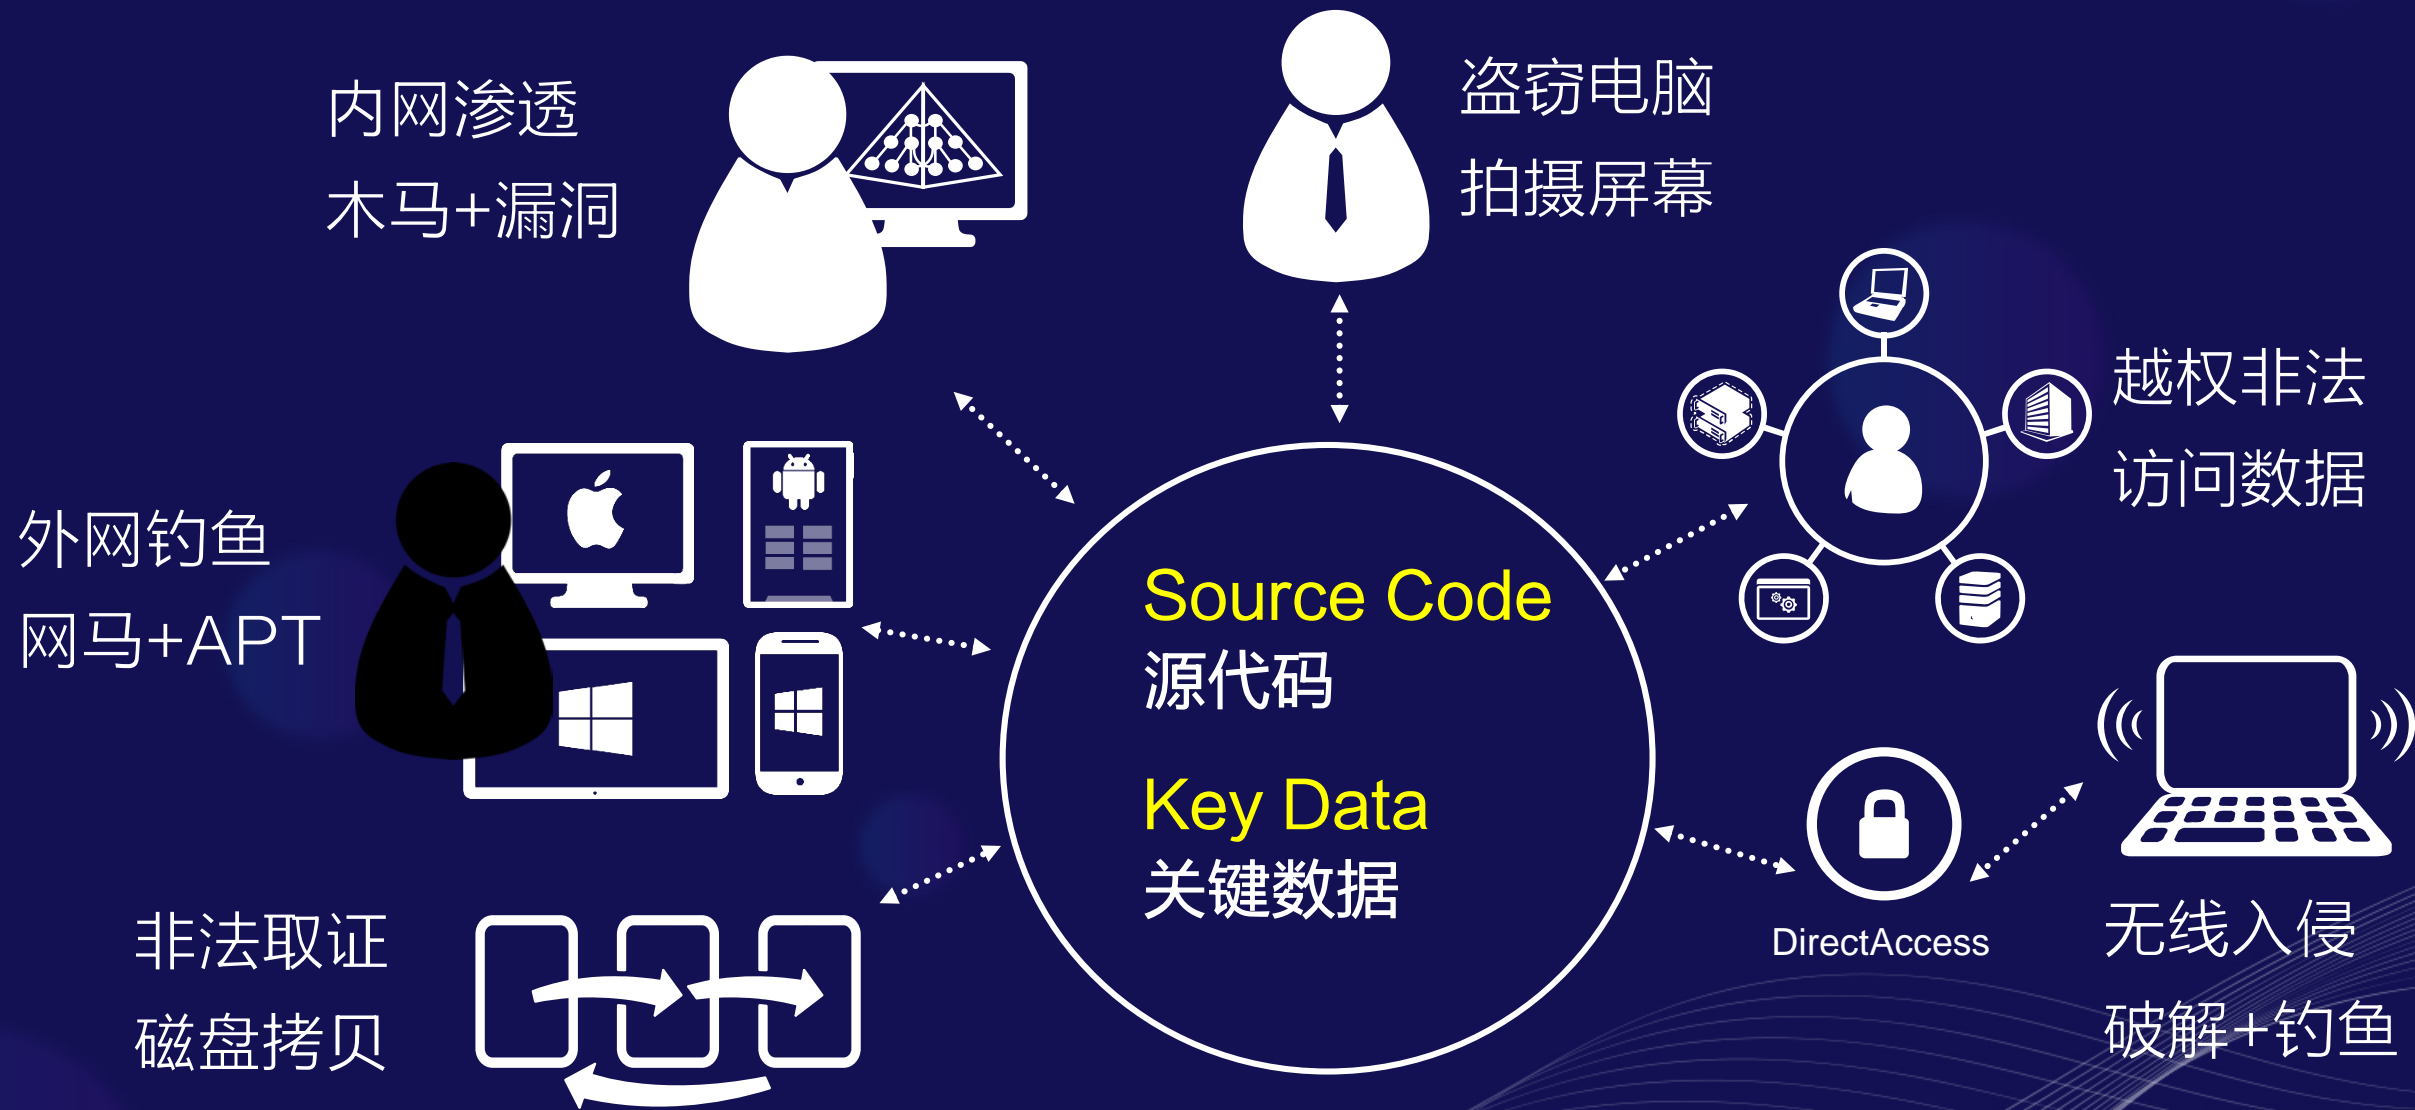 内网渗透
木马+漏洞
盗窃电脑
拍摄屏幕
越权非法
访问数据
外网钓鱼
网马+APT
Source Code
源代码
Key Data
关键数据
非法取证
磁盘拷贝
DirectAccess
无线入侵
破解+钓鱼